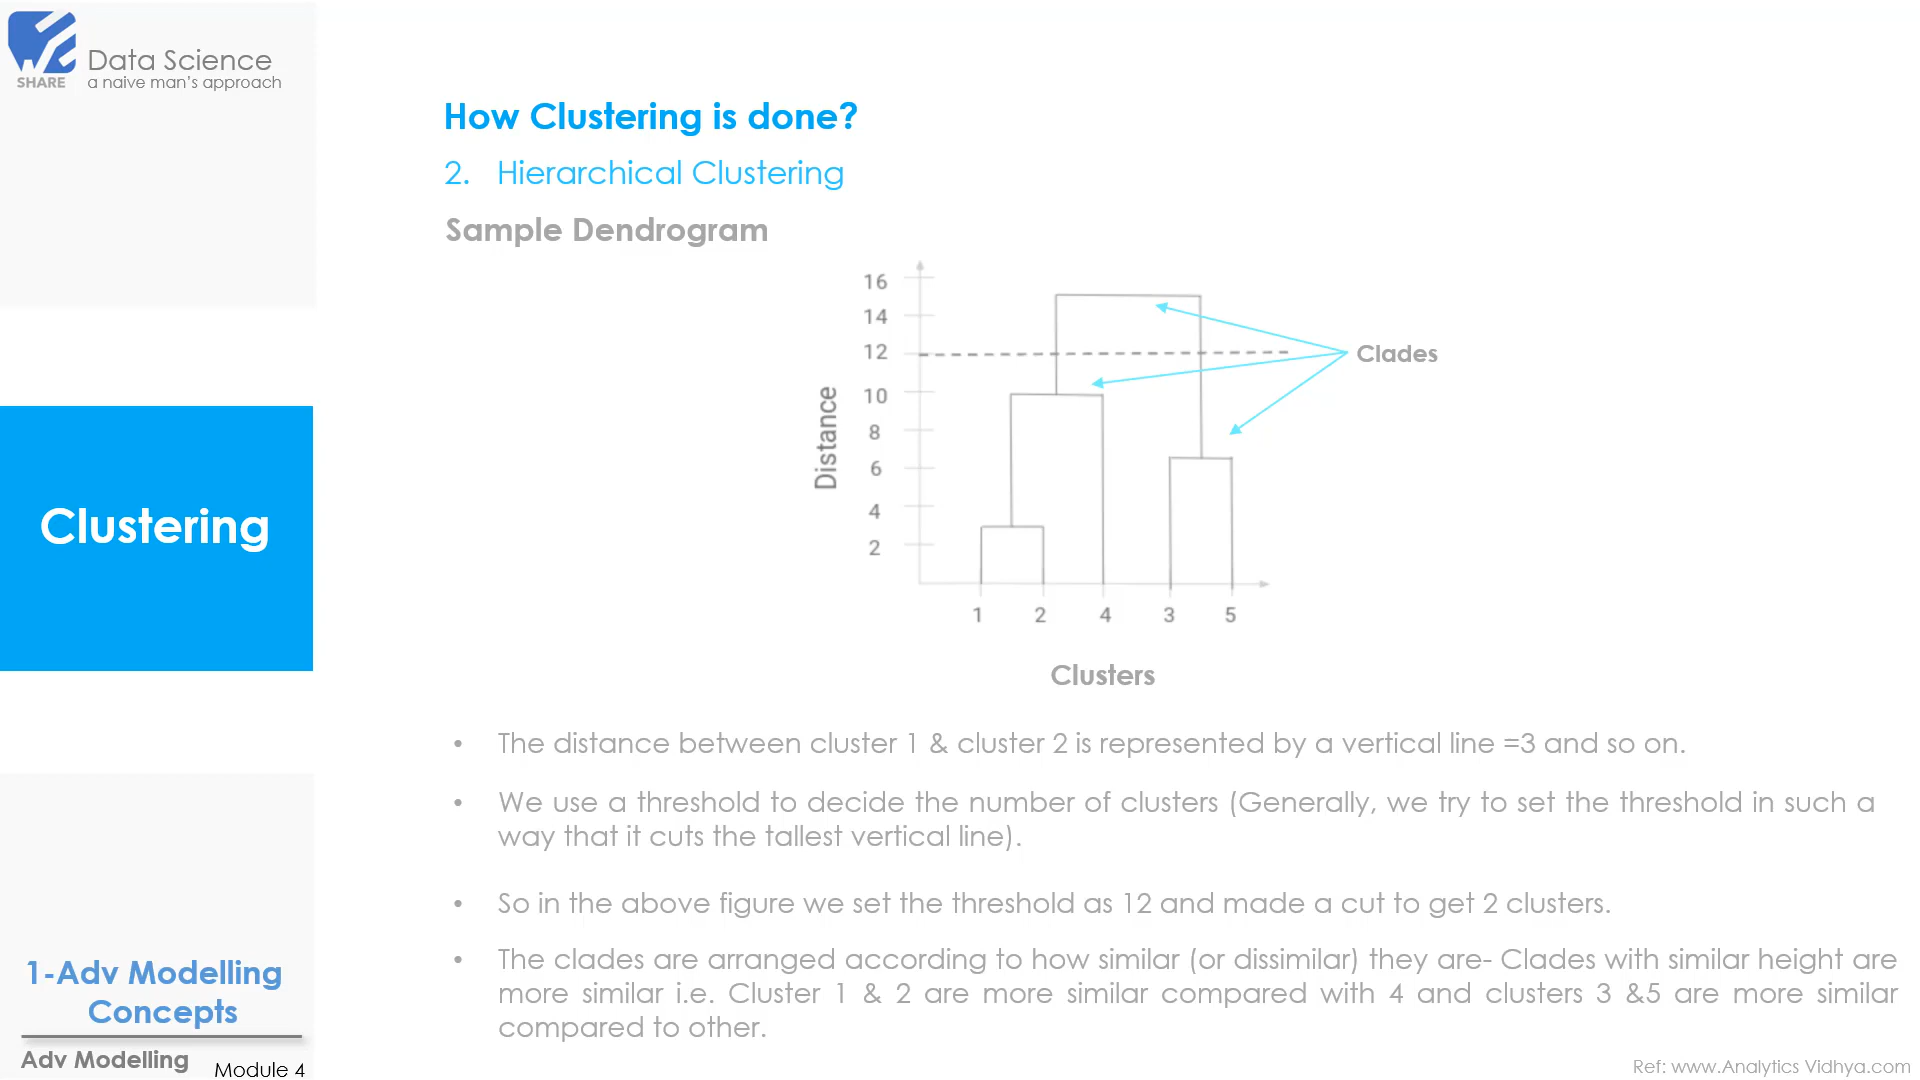 SHARE
Data Science
a naive man's approach
How Clustering is done?
2. Hierarchical Clustering
Sample Dendrogram
16
14
12
10
8
6
4
2
Distance
Clades
1 2 4 3 5
Clusters
Clustering
• The distance between cluster 1 & cluster 2 is represented by a vertical line =3 and so on.
• We use a threshold to decide the number of clusters (Generally, we try to set the threshold in such a
way that it cuts the tallest vertical line).
• So in the above figure we set the threshold as 12 and made a cut to get 2 clusters.
• The clades are arranged according to how similar (or dissimilar) they are- Clades with similar height are
more similar i.e. Cluster 1 & 2 are more similar compared with 4 and clusters 3 &5 are more similar
compared to other.
1-Adv Modelling
Concepts
Adv Modelling
Module 4
Ref: www.Analytics Vidhya.com